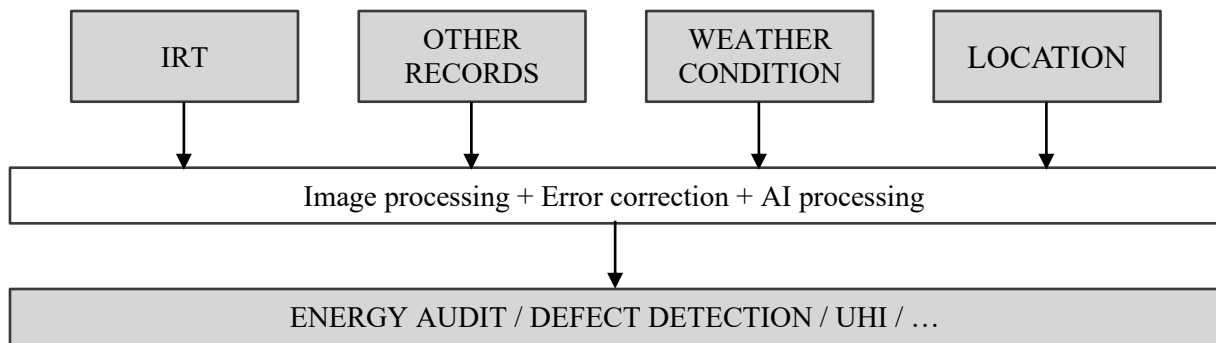 IRT
OTHER
RECORDS
WEATHER
CONDITION
LOCATION
Image processing + Error correction + AI processing
ENERGY AUDIT / DEFECT DETECTION / UHI / …